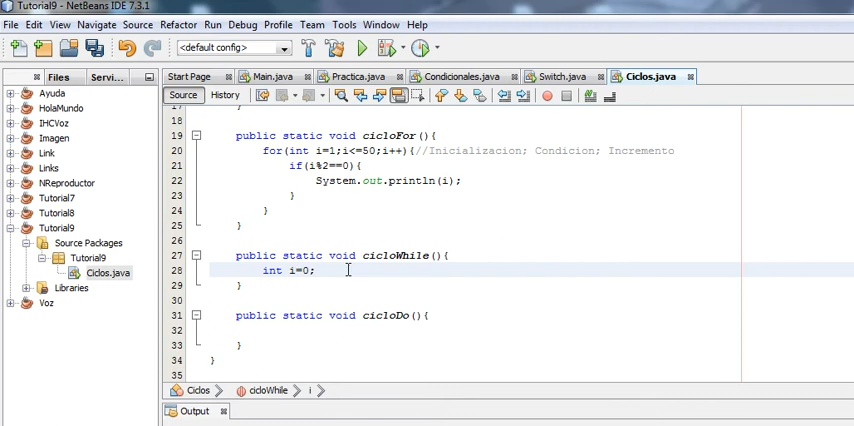 Tutorial9 - NetBeans IDE 7.3.1
File Edit View Navigate Source Refactor Run Debug Profile Team Tools Window Help
<default config>
Files Servi... Start Page Main.java Practica.java Condicionales.java Switch.java Ciclos.java
Source History
Ayuda
HolaMundo
IHCVoz
Imagen
Link
Links
NReproductor
Tutorial7
Tutorial8
Tutorial9
Source Packages
Tutorial9
Ciclos.java
Libraries
Voz
17 }
18
19 public static void cicloFor(){
20 for(int i=1;i<=50;i++){//Inicializacion; Condicion; Incremento
21 if(i%2==0){
22 System.out.println(i);
23 }
24 }
25 }
26
27 public static void cicloWhile(){
28 int i=0;
29 }
30
31 public static void cicloDo(){
32
33 }
34 }
35
Ciclos cicloWhile i
Output